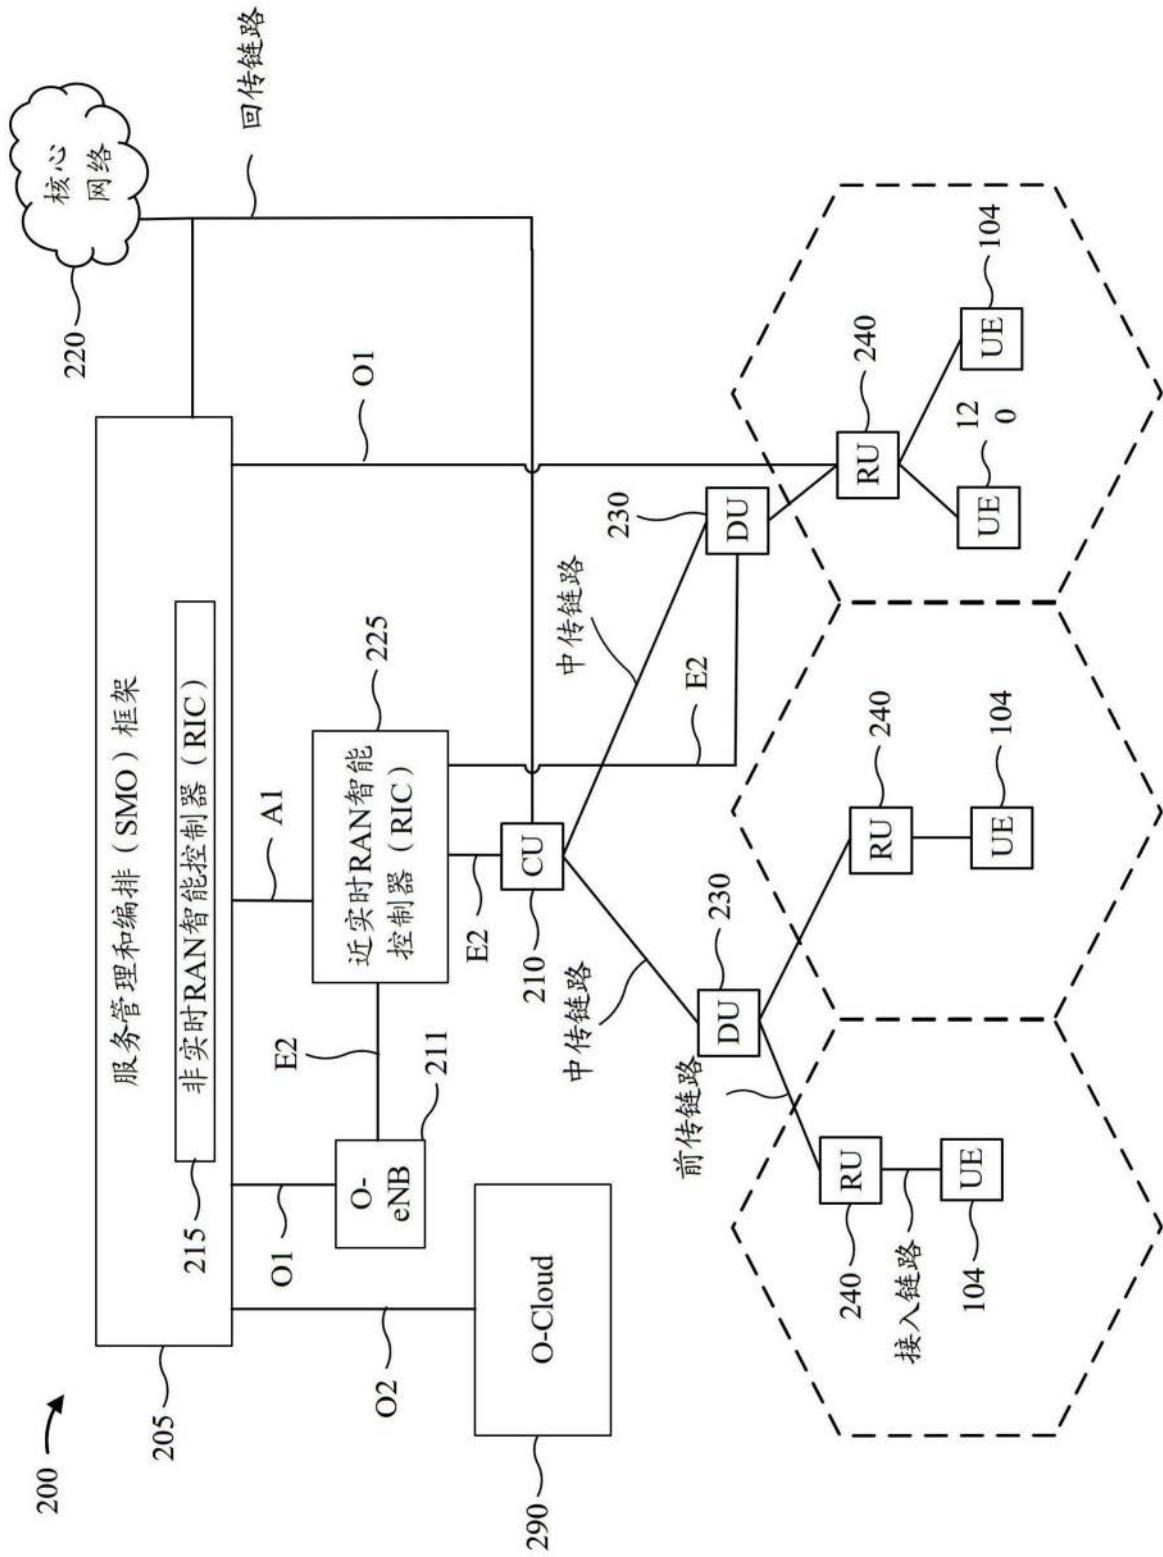 200
205
服务管理和编排（SMO）框架
215
非实时RAN智能控制器（RIC）
220
核心
网络
回传链路
O2
O1
A1
O1
E2
225
近实时RAN智能
控制器（RIC）
O-
eNB
211
290
O-Cloud
E2
210
CU
中传链路
中传链路
E2
230
DU
230
DU
前传链路
240
RU
240
RU
240
RU
接入链路
104
UE
104
UE
UE
12
0
UE
104